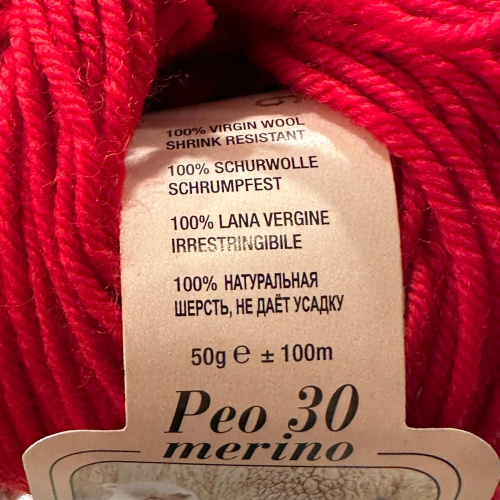 100% VIRGIN WOOL
SHRINK RESISTANT
100% SCHURWOLLE
SCHRUMPFEST
100% LANA VERGINE
IRRESTRINGIBILE
100% НАТУРАЛЬНАЯ
ШЕРСТЬ, НЕ ДАЁТ УСАДКУ
50g ℮ ± 100m
Peo 30
merino